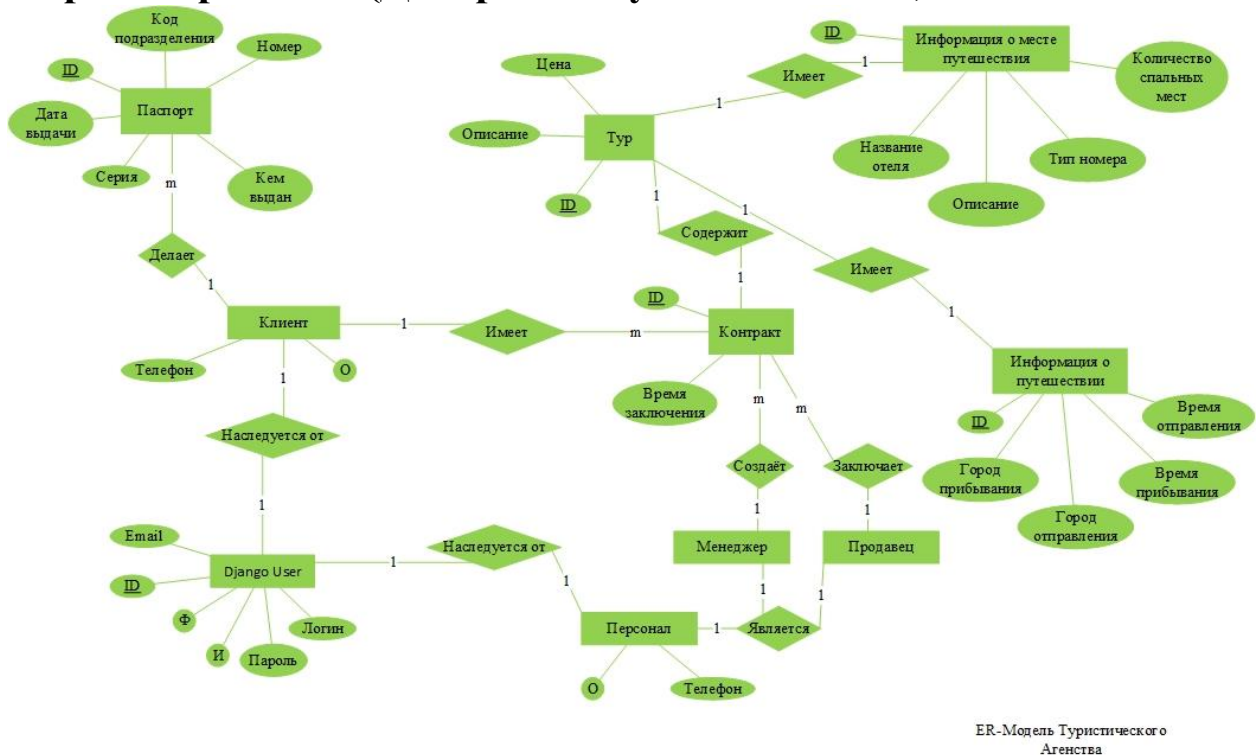 Код
подразделения
Номер
ID
Паспорт
Дата
выдачи
Серия
Кем
выдан
m
Делает
1
Цена
Описание
Тур
ID
1
Имеет
1
ID
Информация о месте
путешествия
Количество
спальных
мест
Название
отеля
Тип номера
Описание
1
Содержит
1
1
Имеет
1
Клиент
Телефон
О
1
Имеет
m
ID
Контракт
Время
заключения
Информация о
путешествии
ID
Время
отправления
Город
прибывания
Время
прибывания
Город
отправления
1
Наследуется от
1
m
Создаёт
1
m
Заключает
1
Менеджер
Продавец
Email
ID
Django User
Ф
И
Пароль
Логин
1
Наследуется от
1
Персонал
О
Телефон
1
Является
1
1
ER-Модель Туристического
Агенства